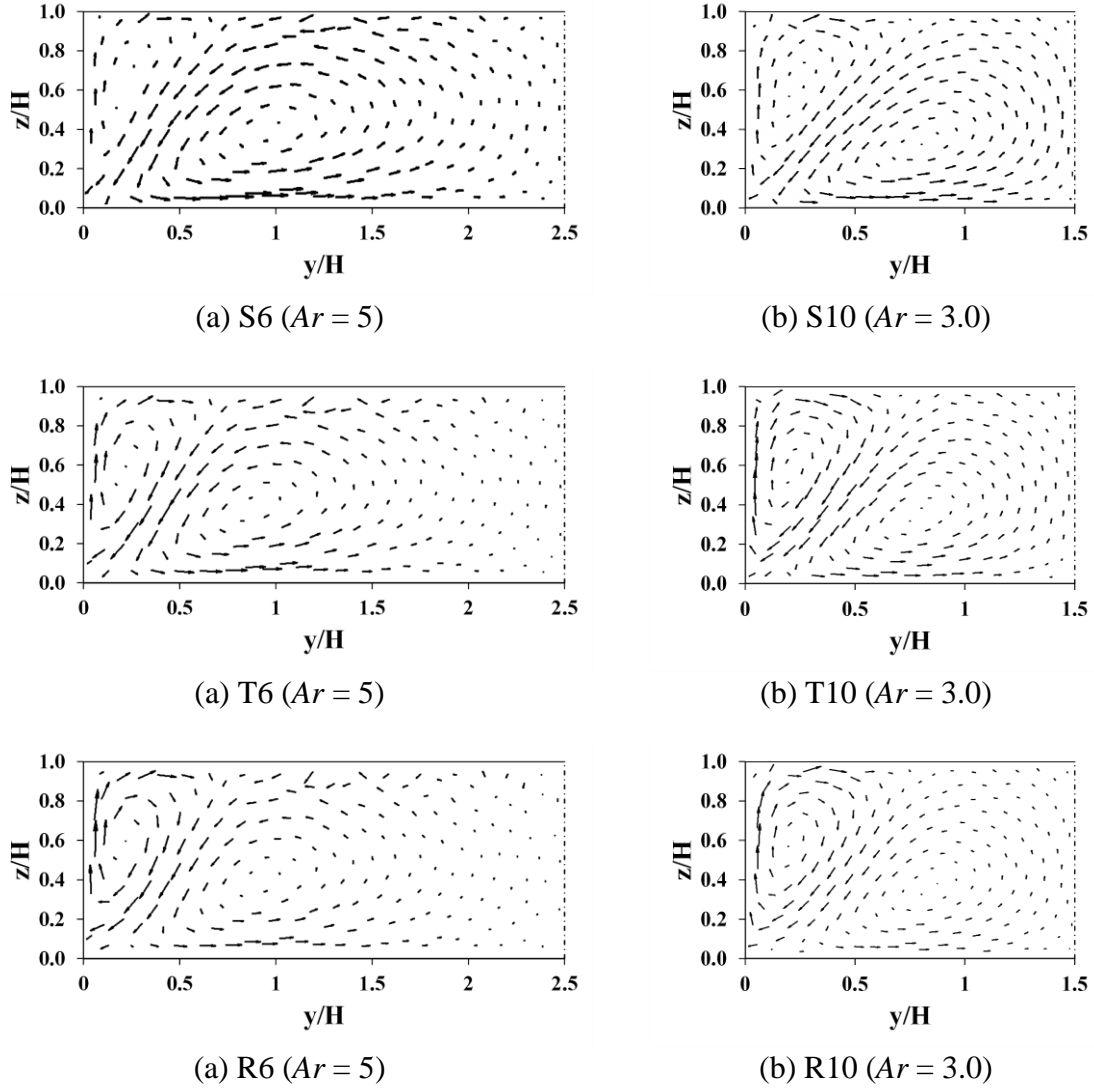 1.0
0.8
0.6
0.4
0.2
0.0
z/H
0 0.5 1 1.5 2 2.5
y/H
(a) S6 (Ar = 5)
1.0
0.8
0.6
0.4
0.2
0.0
z/H
0 0.5 1 1.5
y/H
(b) S10 (Ar = 3.0)
1.0
0.8
0.6
0.4
0.2
0.0
z/H
0 0.5 1 1.5 2 2.5
y/H
(a) T6 (Ar = 5)
1.0
0.8
0.6
0.4
0.2
0.0
z/H
0 0.5 1 1.5
y/H
(b) T10 (Ar = 3.0)
1.0
0.8
0.6
0.4
0.2
0.0
z/H
0 0.5 1 1.5 2 2.5
y/H
(a) R6 (Ar = 5)
1.0
0.8
0.6
0.4
0.2
0.0
z/H
0 0.5 1 1.5
y/H
(b) R10 (Ar = 3.0)